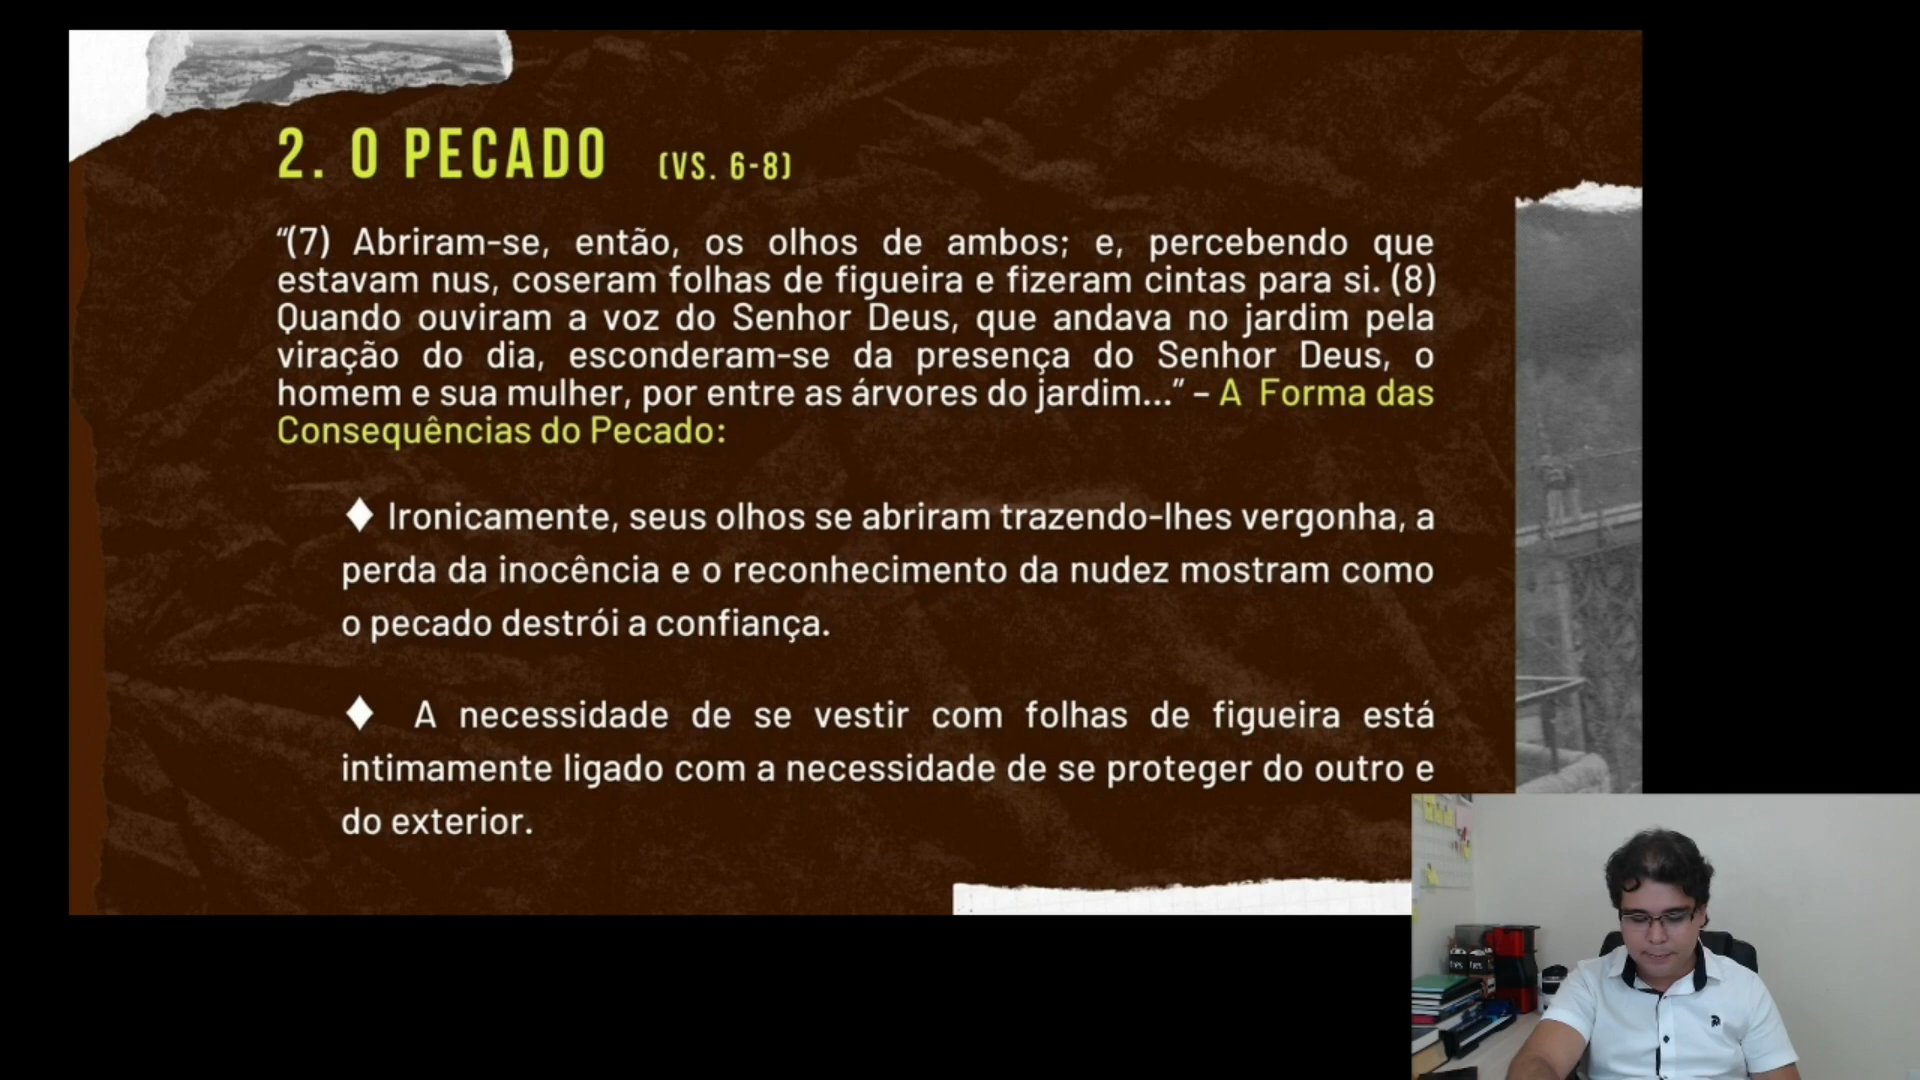 2. O PECADO (VS. 6-8)
“(7) Abriram-se, então, os olhos de ambos; e, percebendo que
estavam nus, coseram folhas de figueira e fizeram cintas para si. (8)
Quando ouviram a voz do Senhor Deus, que andava no jardim pela
viração do dia, esconderam-se da presença do Senhor Deus, o
homem e sua mulher, por entre as árvores do jardim...” – A Forma das
Consequências do Pecado:
♦ Ironicamente, seus olhos se abriram trazendo-lhes vergonha, a
perda da inocência e o reconhecimento da nudez mostram como
o pecado destrói a confiança.
♦ A necessidade de se vestir com folhas de figueira está
intimamente ligado com a necessidade de se proteger do outro e
do exterior.